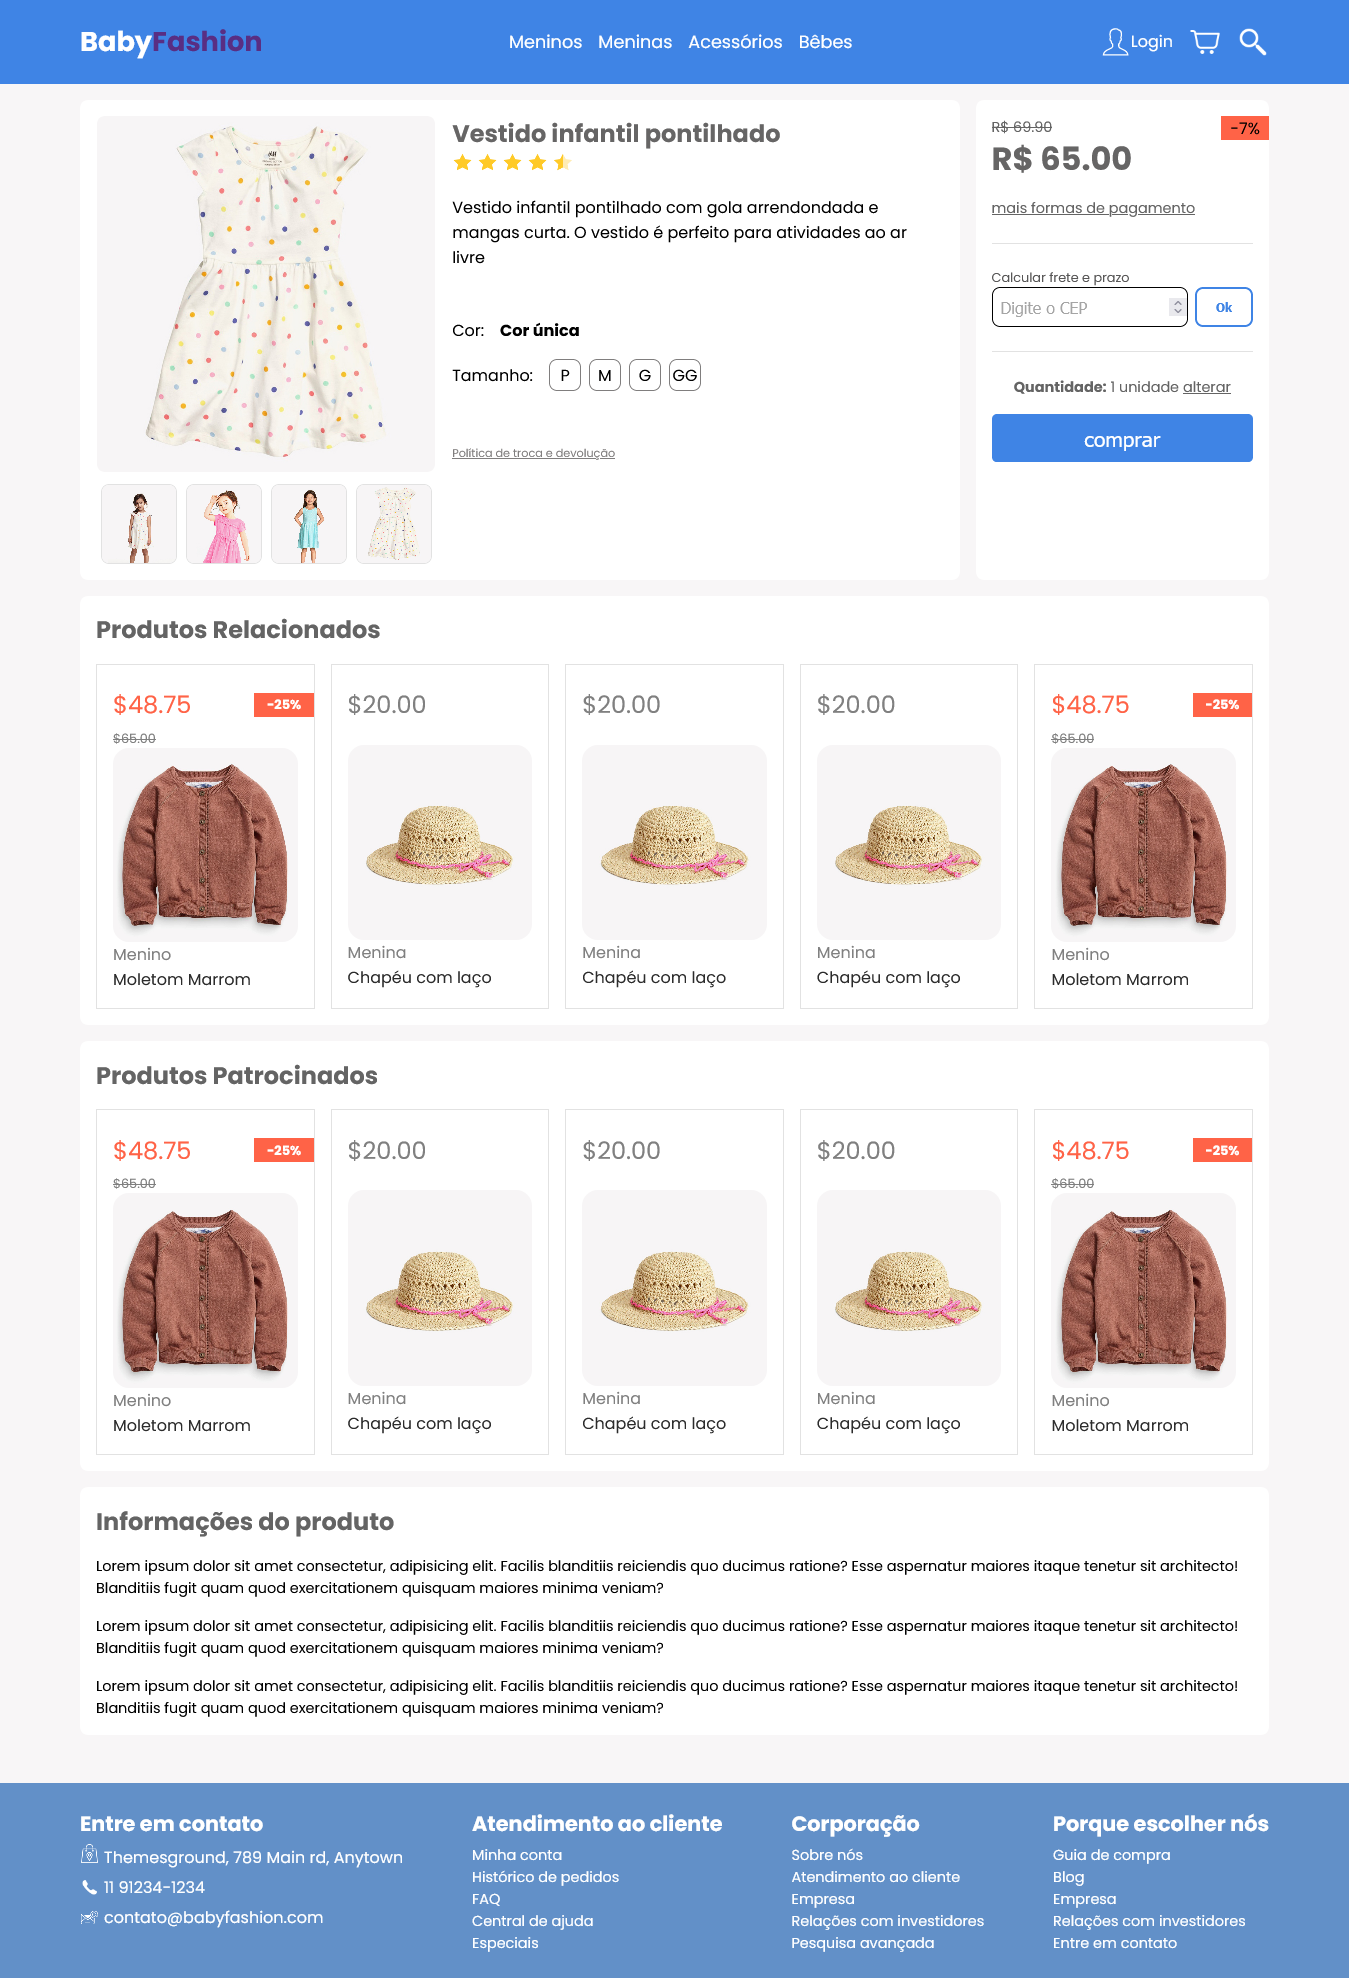 BabyFashion
Meninos Meninas Acessórios Bêbes
Login
Vestido infantil pontilhado
Vestido infantil pontilhado com gola arrendondada e
mangas curta. O vestido é perfeito para atividades ao ar
livre
Cor: Cor única
Tamanho: P M G GG
Política de troca e devolução
R$ 69.90
-7%
R$ 65.00
mais formas de pagamento
Calcular frete e prazo
Digite o CEP
Ok
Quantidade: 1 unidade alterar
comprar
Produtos Relacionados
$48.75 -25%
$65.00
Menino
Moletom Marrom
$20.00
Menina
Chapéu com laço
$20.00
Menina
Chapéu com laço
$20.00
Menina
Chapéu com laço
$48.75 -25%
$65.00
Menino
Moletom Marrom
Produtos Patrocinados
$48.75 -25%
$65.00
Menino
Moletom Marrom
$20.00
Menina
Chapéu com laço
$20.00
Menina
Chapéu com laço
$20.00
Menina
Chapéu com laço
$48.75 -25%
$65.00
Menino
Moletom Marrom
Informações do produto
Lorem ipsum dolor sit amet consectetur, adipisicing elit. Facilis blanditiis reiciendis quo ducimus ratione? Esse aspernatur maiores itaque tenetur sit architecto!
Blanditiis fugit quam quod exercitationem quisquam maiores minima veniam?
Lorem ipsum dolor sit amet consectetur, adipisicing elit. Facilis blanditiis reiciendis quo ducimus ratione? Esse aspernatur maiores itaque tenetur sit architecto!
Blanditiis fugit quam quod exercitationem quisquam maiores minima veniam?
Lorem ipsum dolor sit amet consectetur, adipisicing elit. Facilis blanditiis reiciendis quo ducimus ratione? Esse aspernatur maiores itaque tenetur sit architecto!
Blanditiis fugit quam quod exercitationem quisquam maiores minima veniam?
Entre em contato
Themesground, 789 Main rd, Anytown
11 91234-1234
contato@babyfashion.com
Atendimento ao cliente
Minha conta
Histórico de pedidos
FAQ
Central de ajuda
Especiais
Corporação
Sobre nós
Atendimento ao cliente
Empresa
Relações com investidores
Pesquisa avançada
Porque escolher nós
Guia de compra
Blog
Empresa
Relações com investidores
Entre em contato